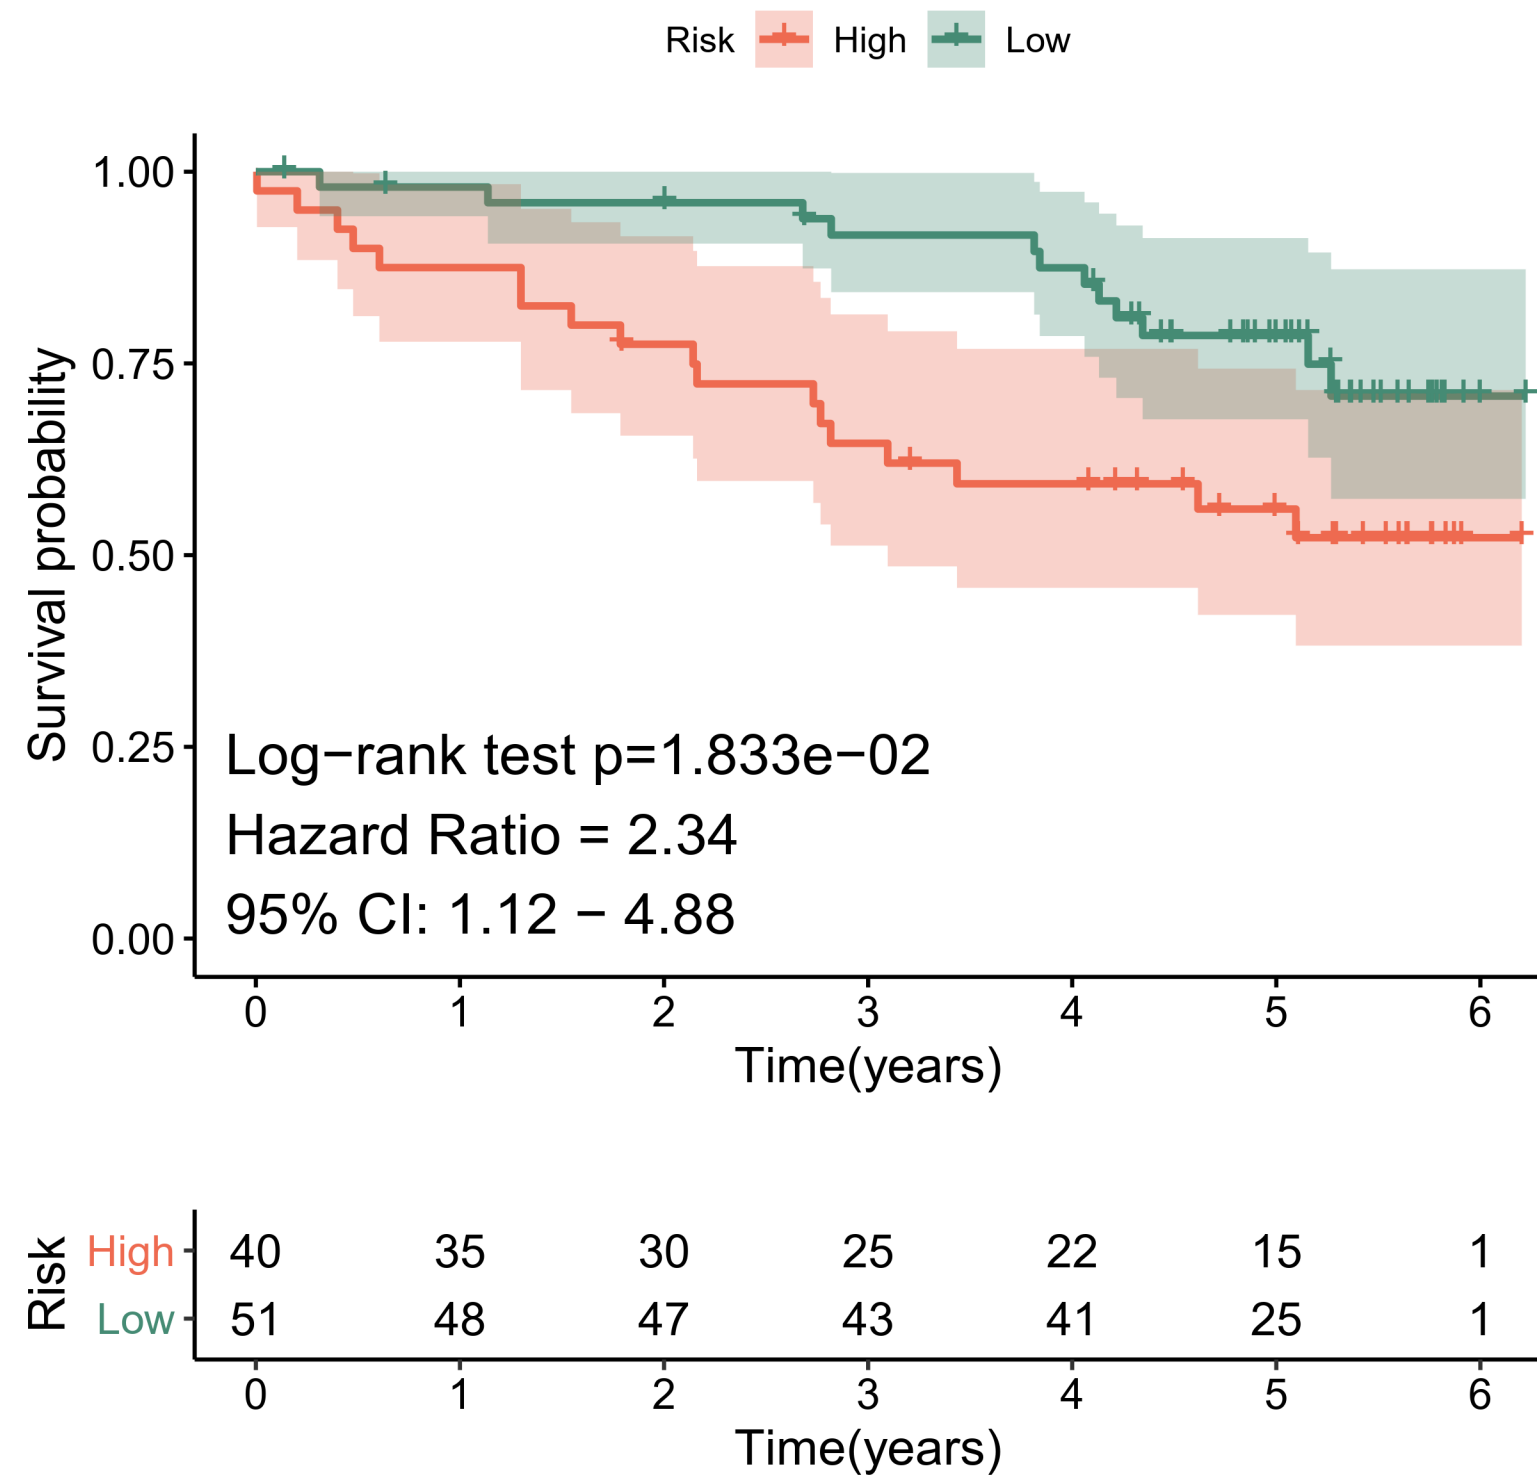 Risk High Low
Survival probability
1.00
0.75
0.50
0.25
0.00
Log−rank test p=1.833e−02
Hazard Ratio = 2.34
95% CI: 1.12 − 4.88
0 1 2 3 4 5 6
Time(years)
Risk
High 40 35 30 25 22 15 1
Low 51 48 47 43 41 25 1
0 1 2 3 4 5 6
Time(years)